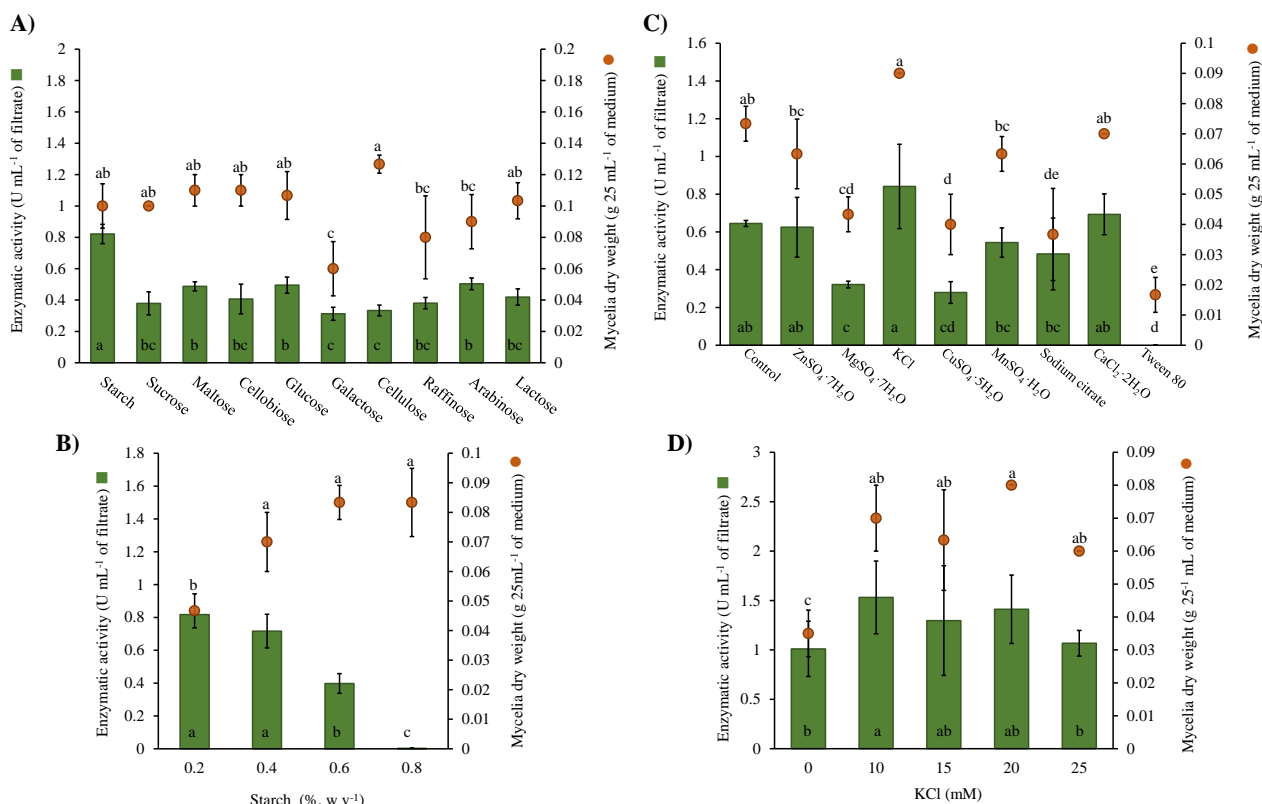 A)
Enzymatic activity (U mL⁻¹ of filtrate)
2
1.8
1.6
1.4
1.2
1
0.8
0.6
0.4
0.2
0
ab ab ab ab ab c a bc bc ab
a bc b bc b c c bc b bc
0.2
0.18
0.16
0.14
0.12
0.1
0.08
0.06
0.04
0.02
0
Mycelia dry weight (g 25 mL⁻¹ of medium)
Starch
Sucrose
Maltose
Cellobiose
Glucose
Galactose
Cellulose
Raffinose
Arabinose
Lactose
C)
Enzymatic activity (U mL⁻¹ of filtrate)
1.6
1.4
1.2
1
0.8
0.6
0.4
0.2
0
ab bc cd a d bc de ab e
ab ab c a cd bc bc ab d
0.1
0.09
0.08
0.07
0.06
0.05
0.04
0.03
0.02
0.01
0
Mycelia dry weight (g 25 mL⁻¹ of medium)
Control
ZnSO₄·7H₂O
MgSO₄·7H₂O
KCl
CuSO₄·5H₂O
MnSO₄·H₂O
Sodium citrate
CaCl₂·2H₂O
Tween 80
B)
Enzymatic activity (U mL⁻¹ of filtrate)
1.8
1.6
1.4
1.2
1
0.8
0.6
0.4
0.2
0
b a a a
a a b c
0.1
0.09
0.08
0.07
0.06
0.05
0.04
0.03
0.02
0.01
0
Mycelia dry weight (g 25mL⁻¹ of medium)
0.2 0.4 0.6 0.8
Starch (%, w v⁻¹)
D)
Enzymatic activity (U mL⁻¹ of filtrate)
3
2.5
2
1.5
1
0.5
0
c ab ab a ab
b a ab ab b
0.09
0.08
0.07
0.06
0.05
0.04
0.03
0.02
0.01
0
Mycelia dry weight (g 25⁻¹ mL of medium)
0 10 15 20 25
KCl (mM)